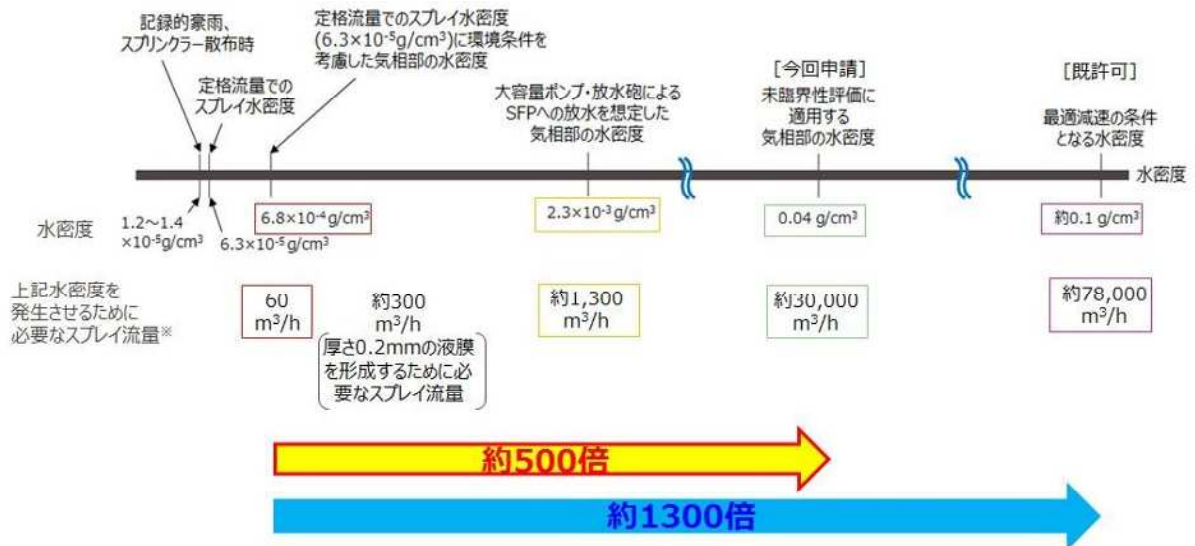 記録的豪雨、
スプリンクラー散布時
定格流量での
スプレイ水密度
定格流量でのスプレイ水密度
(6.3×10⁻⁵g/cm³)に環境条件を
考慮した気相部の水密度
大容量ポンプ・放水砲による
SFPへの放水を想定した
気相部の水密度
[今回申請]
未臨界性評価に
適用する
気相部の水密度
[既許可]
最適減速の条件
となる水密度
水密度
水密度
1.2～1.4
×10⁻⁵g/cm³
6.3×10⁻⁵g/cm³
6.8×10⁻⁴g/cm³
2.3×10⁻³g/cm³
0.04 g/cm³
約0.1 g/cm³
上記水密度を
発生させるために
必要なスプレイ流量※
60
m³/h
約300
m³/h
厚さ0.2mmの液膜
を形成するために必
要なスプレイ流量
約1,300
m³/h
約30,000
m³/h
約78,000
m³/h
約500倍
約1300倍